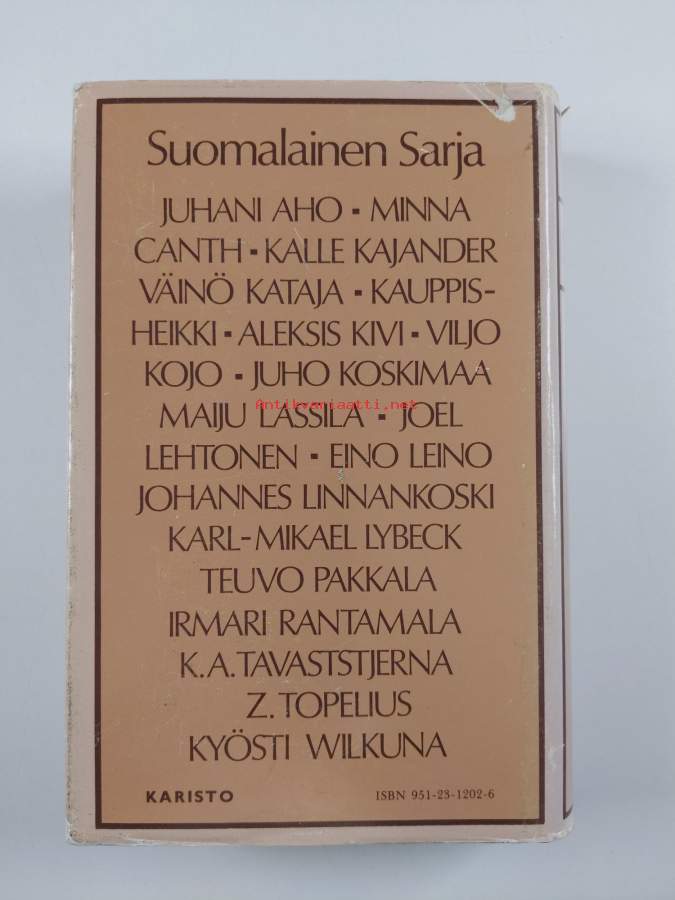 Suomalainen Sarja
JUHANI AHO ▪ MINNA
CANTH ▪ KALLE KAJANDER
VÄINÖ KATAJA ▪ KAUPPIS-
HEIKKI ▪ ALEKSIS KIVI ▪ VILJO
KOJO ▪ JUHO KOSKIMAA
Antikvariaatti.net
MAIJU LASSILA ▪ JOEL
LEHTONEN ▪ EINO LEINO
JOHANNES LINNANKOSKI
KARL-MIKAEL LYBECK
TEUVO PAKKALA
IRMARI RANTAMALA
K.A. TAVASTSTJERNA
Z. TOPELIUS
KYÖSTI WILKUNA
KARISTO
ISBN 951-23-1202-6